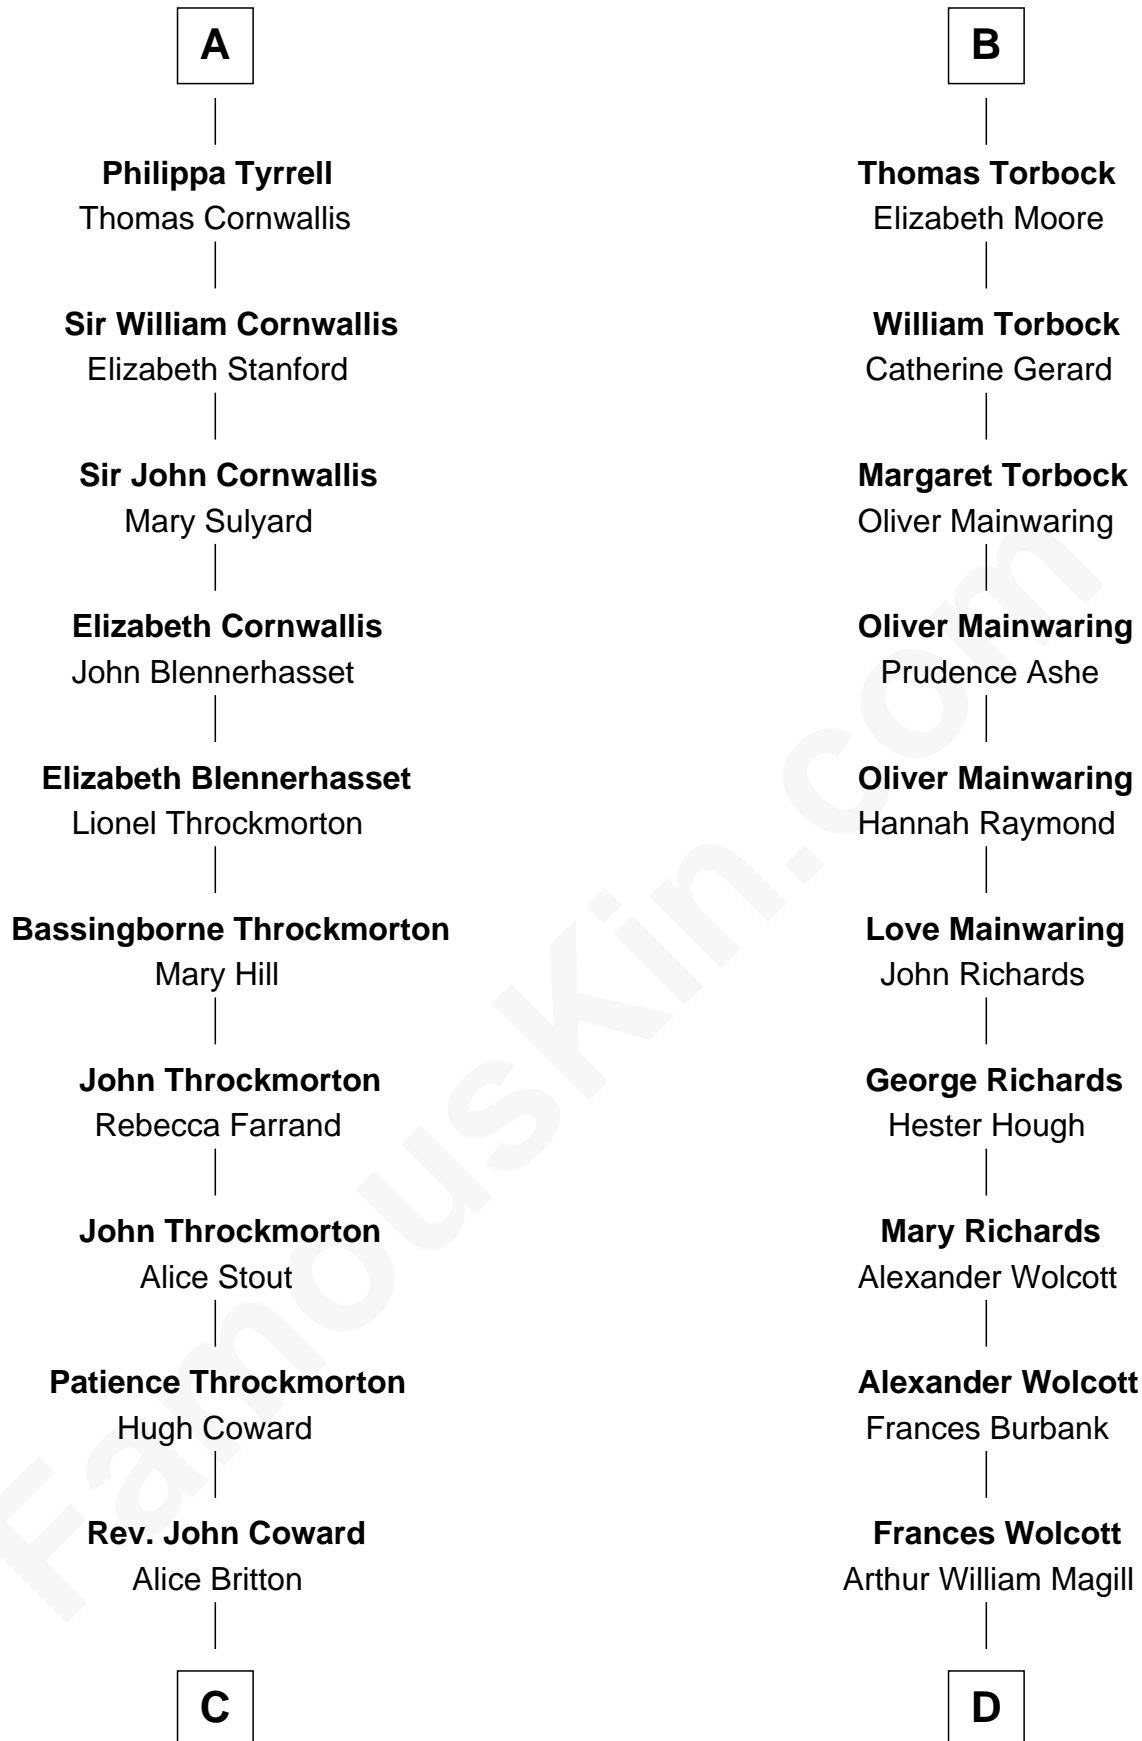 A
Philippa Tyrrell
Thomas Cornwallis
Sir William Cornwallis
Elizabeth Stanford
Sir John Cornwallis
Mary Sulyard
Elizabeth Cornwallis
John Blennerhasset
Elizabeth Blennerhasset
Lionel Throckmorton
Bassingborne Throckmorton
Mary Hill
John Throckmorton
Rebecca Farrand
John Throckmorton
Alice Stout
Patience Throckmorton
Hugh Coward
Rev. John Coward
Alice Britton
C
B
Thomas Torbock
Elizabeth Moore
William Torbock
Catherine Gerard
Margaret Torbock
Oliver Mainwaring
Oliver Mainwaring
Prudence Ashe
Oliver Mainwaring
Hannah Raymond
Love Mainwaring
John Richards
George Richards
Hester Hough
Mary Richards
Alexander Wolcott
Alexander Wolcott
Frances Burbank
Frances Wolcott
Arthur William Magill
D
FamousKin.com